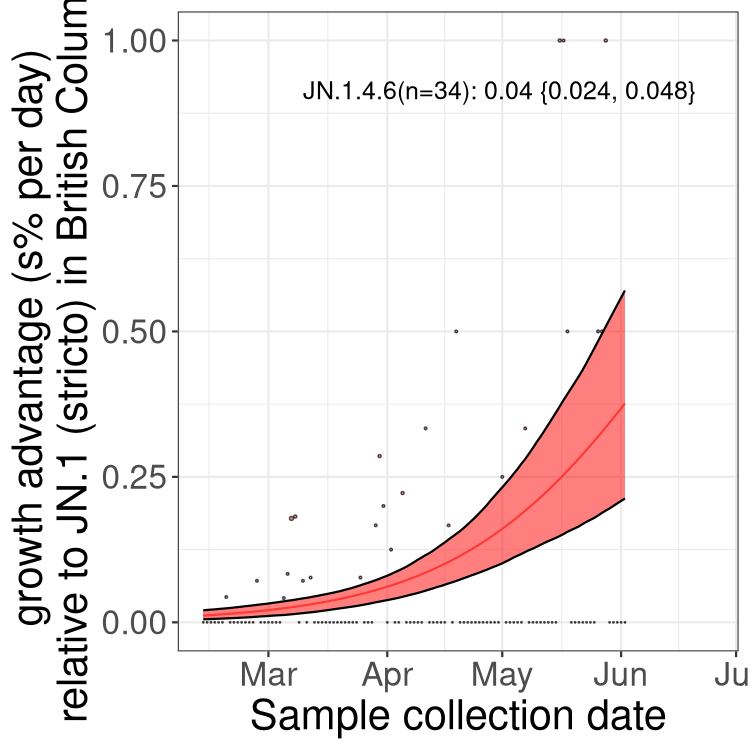 growth advantage (s% per day)
relative to JN.1 (stricto) in British Colum
1.00
0.75
0.50
0.25
0.00
JN.1.4.6(n=34): 0.04 {0.024, 0.048}
Mar Apr May Jun Ju
Sample collection date